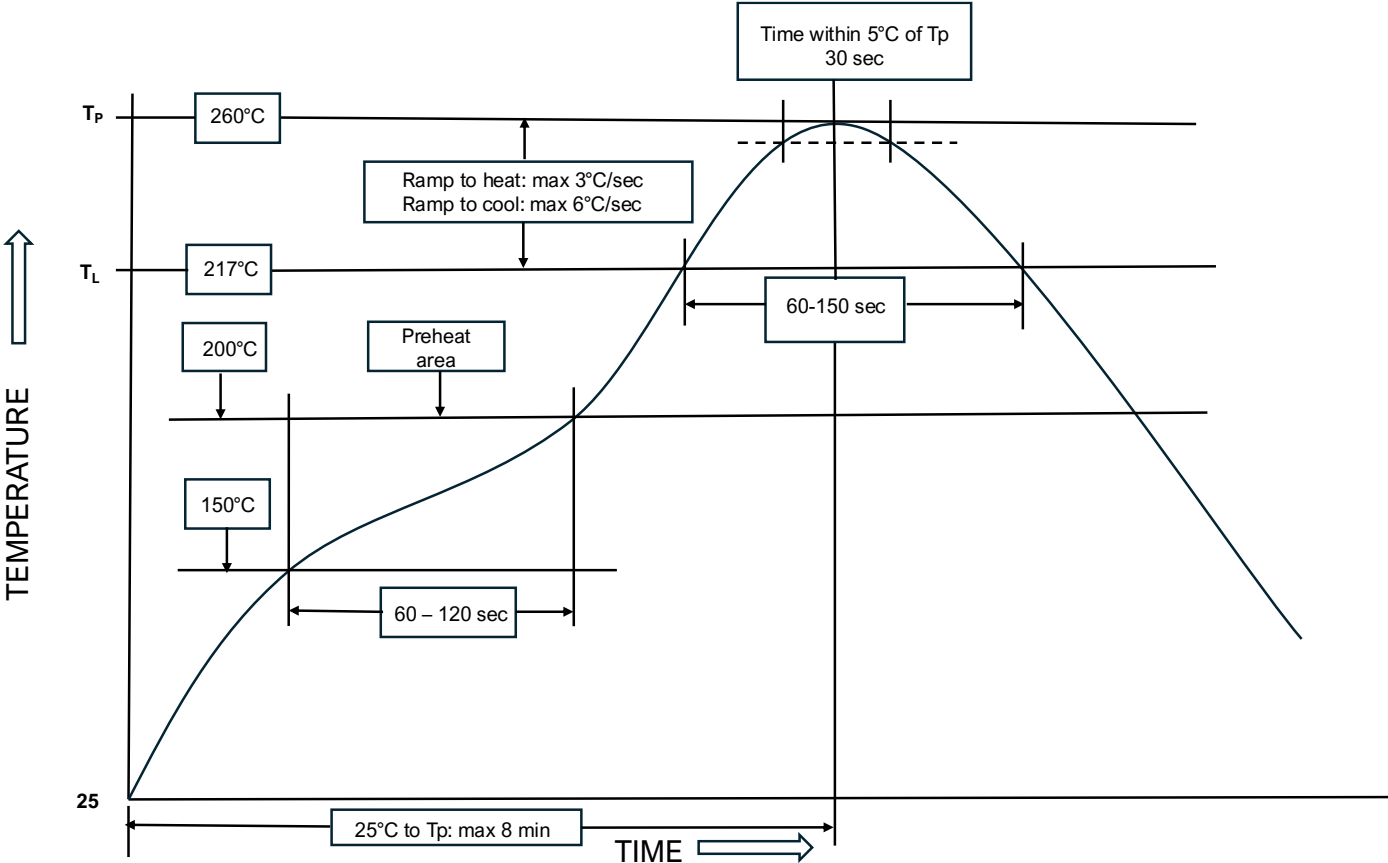 Time within 5°C of Tp
30 sec
TP
260°C
Ramp to heat: max 3°C/sec
Ramp to cool: max 6°C/sec
TL
217°C
60-150 sec
200°C
Preheat
area
TEMPERATURE
150°C
60 – 120 sec
25
25°C to Tp: max 8 min
TIME